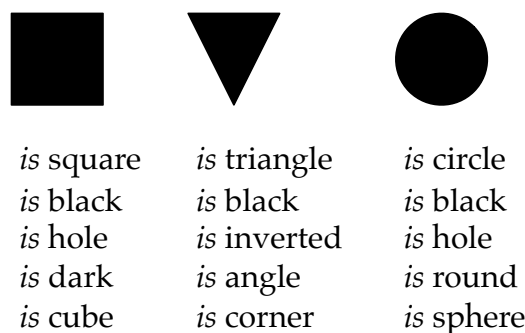 is square is triangle is circle
is black is black is black
is hole is inverted is hole
is dark is angle is round
is cube is corner is sphere